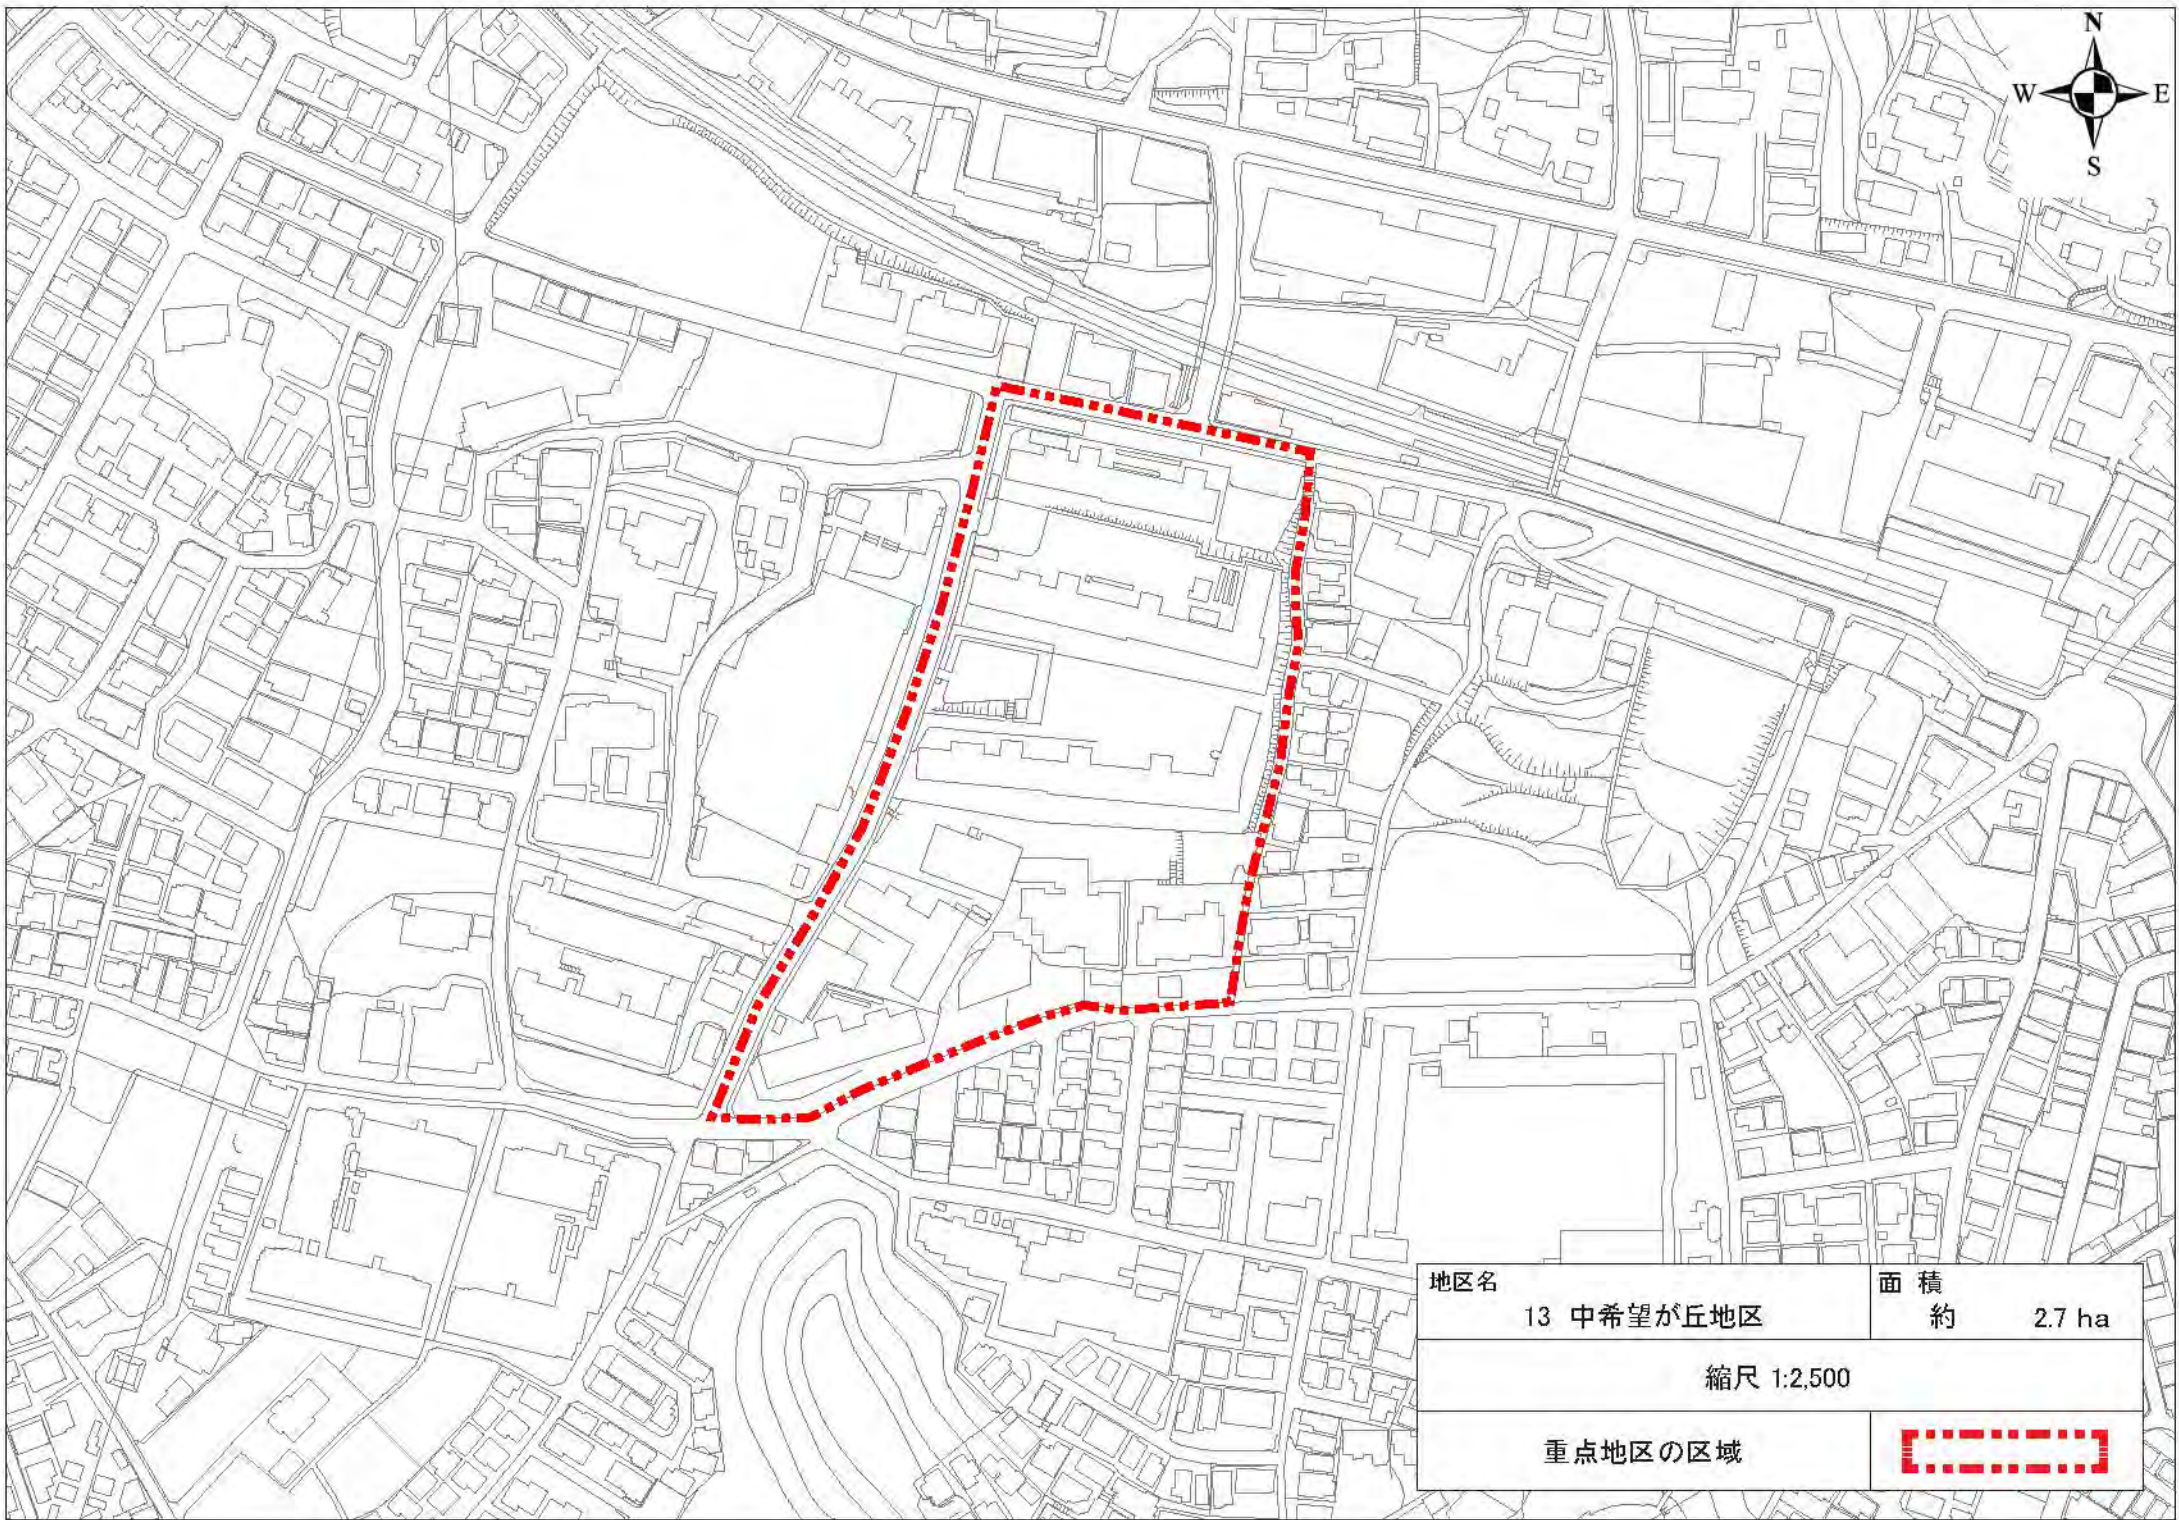 N
W E
S
地区名
13 中希望が丘地区
面 積
約 2.7 ha
縮尺 1:2,500
重点地区の区域